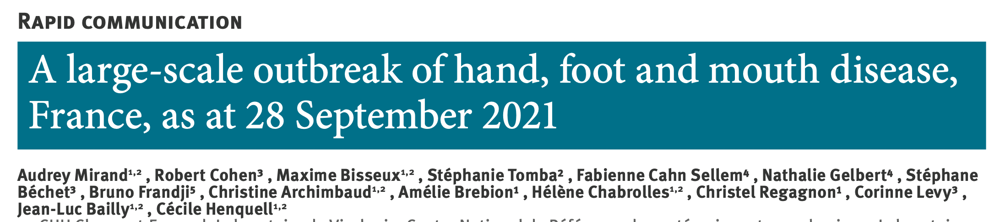 RAPID COMMUNICATION
A large-scale outbreak of hand, foot and mouth disease,
France, as at 28 September 2021
Audrey Mirand¹,² , Robert Cohen³ , Maxime Bisseux¹,² , Stéphanie Tomba² , Fabienne Cahn Sellem⁴ , Nathalie Gelbert⁴ , Stéphane
Béchet³ , Bruno Frandji⁵ , Christine Archimbaud¹,² , Amélie Brebion¹ , Hélène Chabrolles¹,² , Christel Regagnon¹ , Corinne Levy³ ,
Jean-Luc Bailly¹,² , Cécile Henquell¹,²